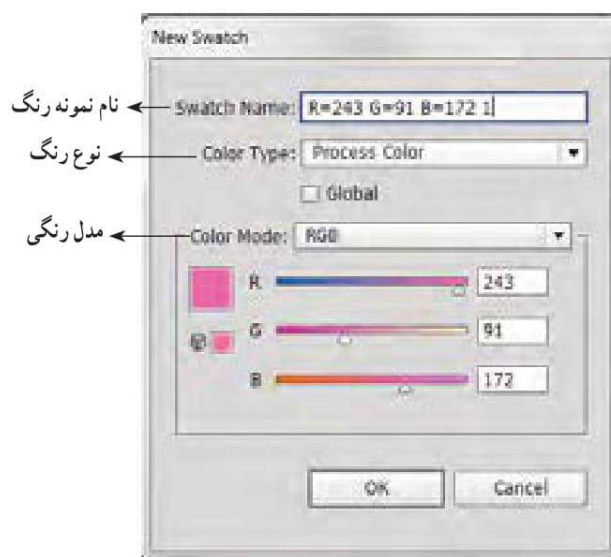 New Swatch
نام نمونه رنگ
Swatch Name: R=243 G=91 B=172 1
نوع رنگ
Color Type: Process Color
Global
مدل رنگی
Color Mode: RGB
R 243
G 91
B 172
OK Cancel